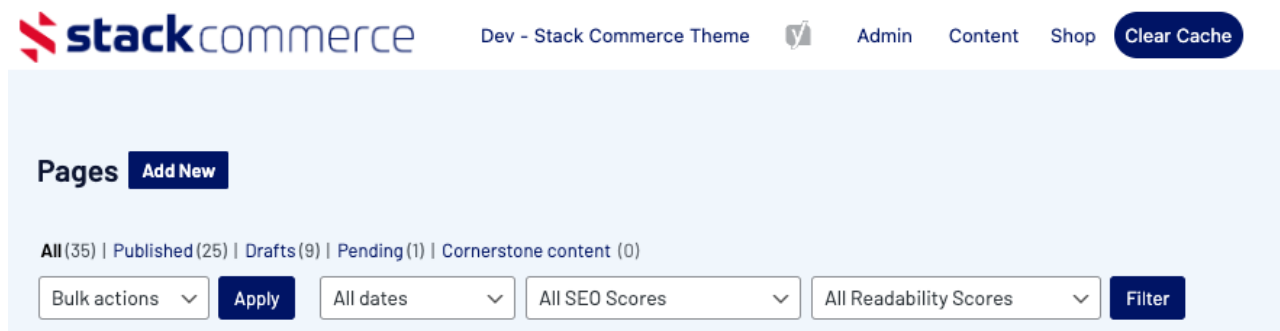 stackcommerce Dev - Stack Commerce Theme y Admin Content Shop Clear Cache
Pages Add New
All (35) | Published (25) | Drafts (9) | Pending (1) | Cornerstone content (0)
Bulk actions Apply All dates All SEO Scores All Readability Scores Filter